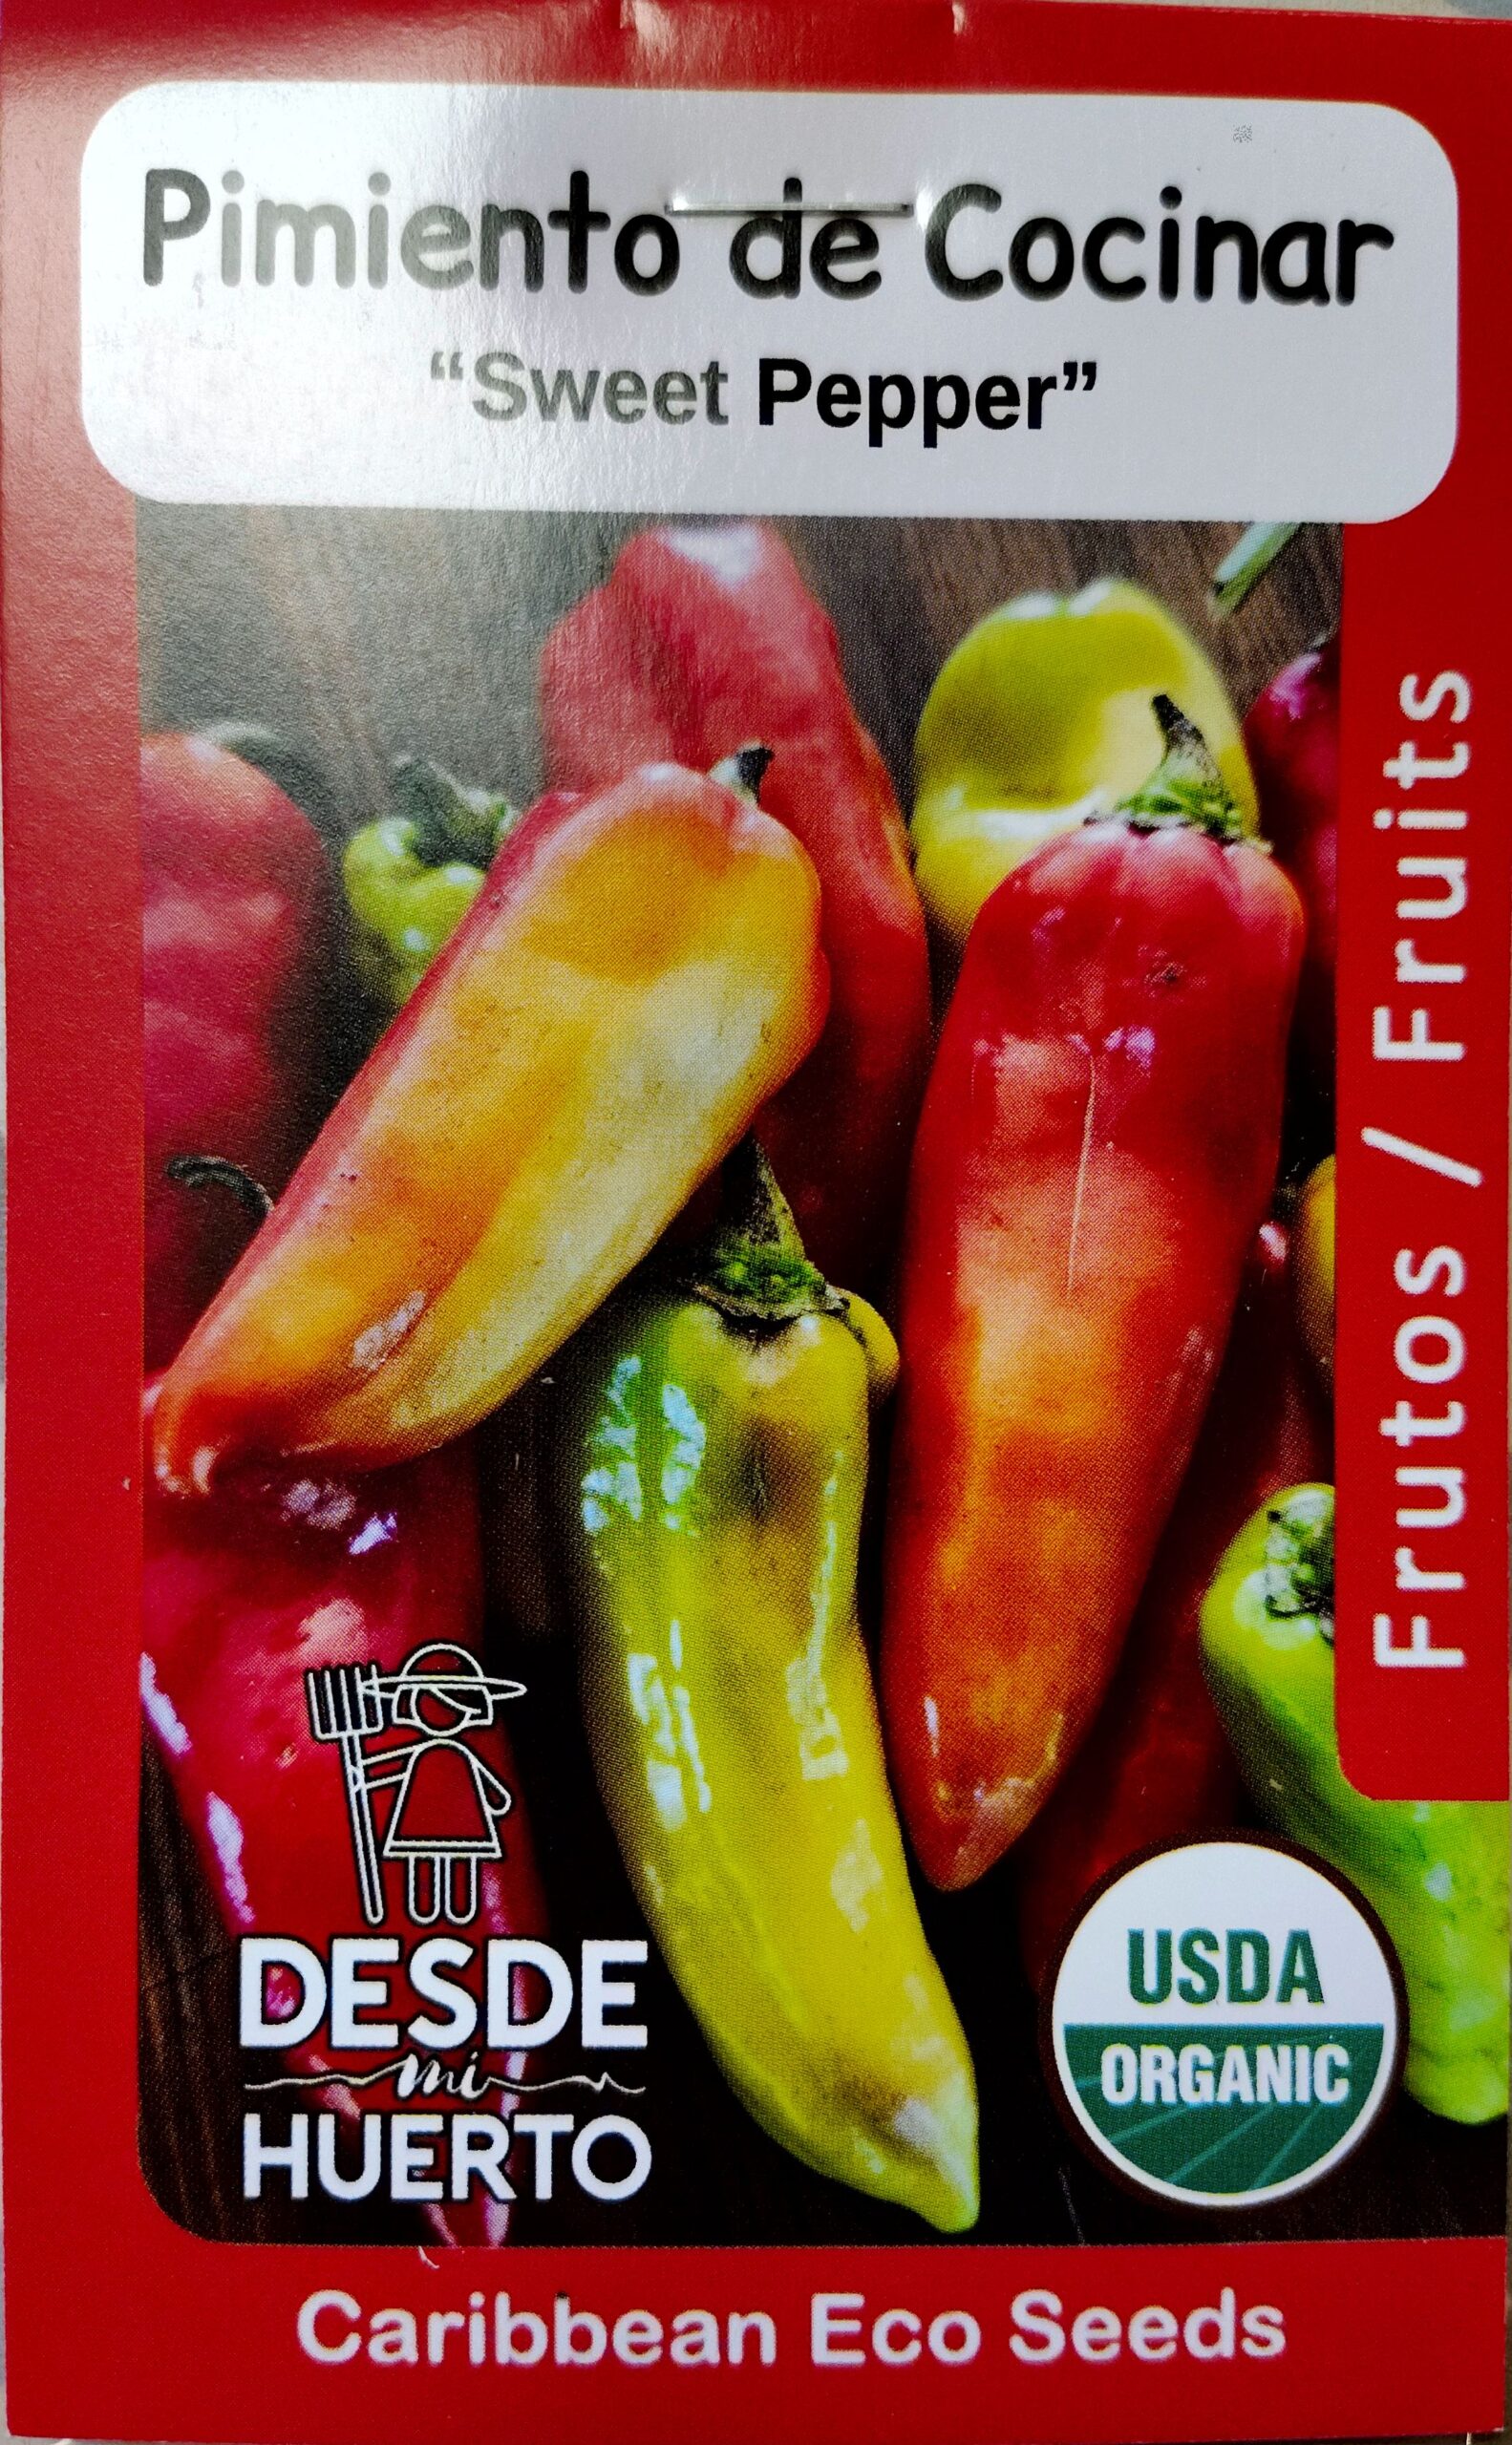 Pimiento de Cocinar
“Sweet Pepper”
Frutos / Fruits
DESDE
mi
HUERTO
USDA
ORGANIC
Caribbean Eco Seeds